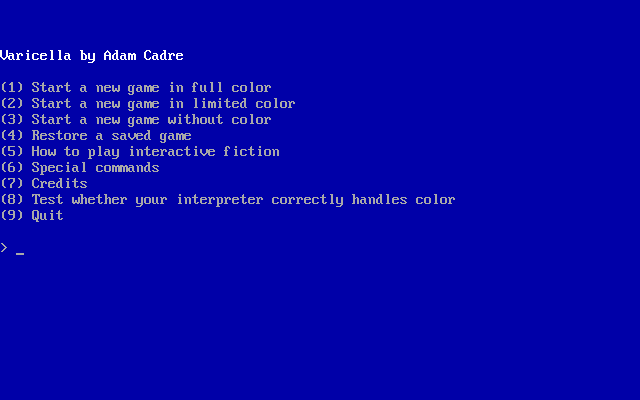 Varicella by Adam Cadre
(1) Start a new game in full color
(2) Start a new game in limited color
(3) Start a new game without color
(4) Restore a saved game
(5) How to play interactive fiction
(6) Special commands
(7) Credits
(8) Test whether your interpreter correctly handles color
(9) Quit
> _